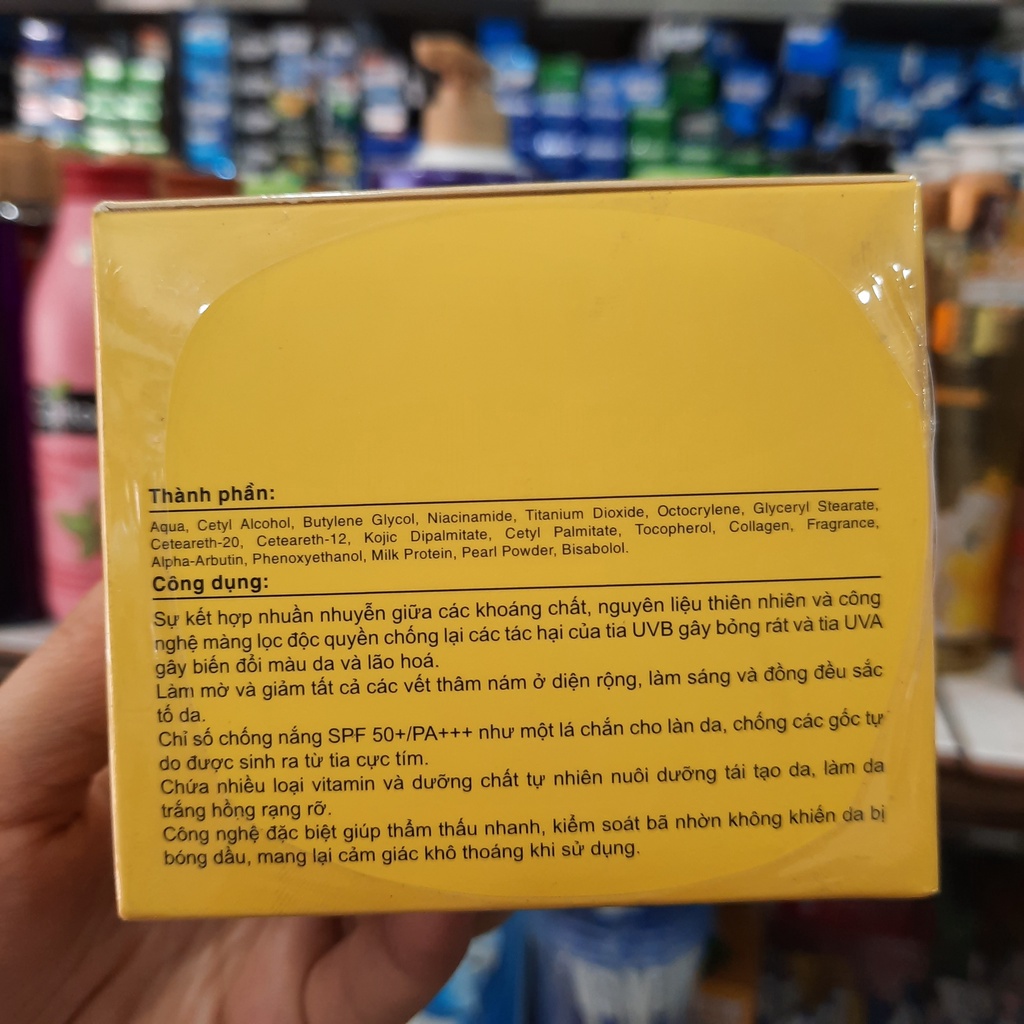 Thành phần:
Aqua, Cetyl Alcohol, Butylene Glycol, Niacinamide, Titanium Dioxide, Octocrylene, Glyceryl Stearate,
Ceteareth-20, Ceteareth-12, Kojic Dipalmitate, Cetyl Palmitate, Tocopherol, Collagen, Fragrance,
Alpha-Arbutin, Phenoxyethanol, Milk Protein, Pearl Powder, Bisabolol.
Công dụng:
Sự kết hợp nhuần nhuyễn giữa các khoáng chất, nguyên liệu thiên nhiên và công
nghệ màng lọc độc quyền chống lại các tác hại của tia UVB gây bỏng rát và tia UVA
gây biến đổi màu da và lão hoá.
Làm mờ và giảm tất cả các vết thâm nám ở diện rộng, làm sáng và đồng đều sắc
tố da.
Chỉ số chống nắng SPF 50+/PA+++ như một lá chắn cho làn da, chống các gốc tự
do được sinh ra từ tia cực tím.
Chứa nhiều loại vitamin và dưỡng chất tự nhiên nuôi dưỡng tái tạo da, làm da
trắng hồng rạng rỡ.
Công nghệ đặc biệt giúp thẩm thấu nhanh, kiểm soát bã nhờn không khiến da bị
bóng dầu, mang lại cảm giác khô thoáng khi sử dụng.